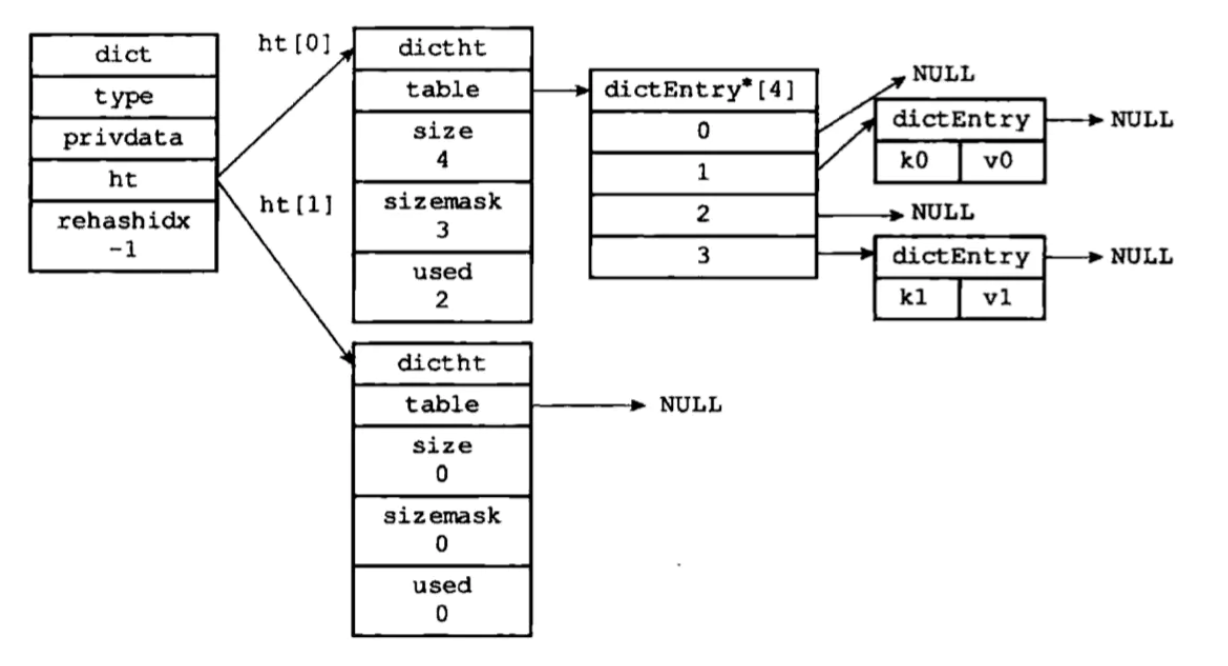 dict
type
privdata
ht
rehashidx
-1
ht[0]
ht[1]
dictht
table
size
4
sizemask
3
used
2
dictEntry*[4]
0
1
2
3
NULL
dictEntry
k0 v0
NULL
NULL
dictEntry
k1 v1
NULL
dictht
table
NULL
size
0
sizemask
0
used
0